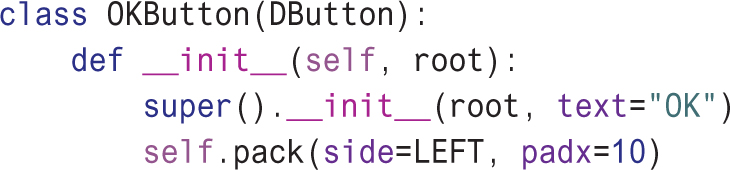 class OKButton(DButton):
    def __init__(self, root):
        super().__init__(root, text="OK")
        self.pack(side=LEFT, padx=10)